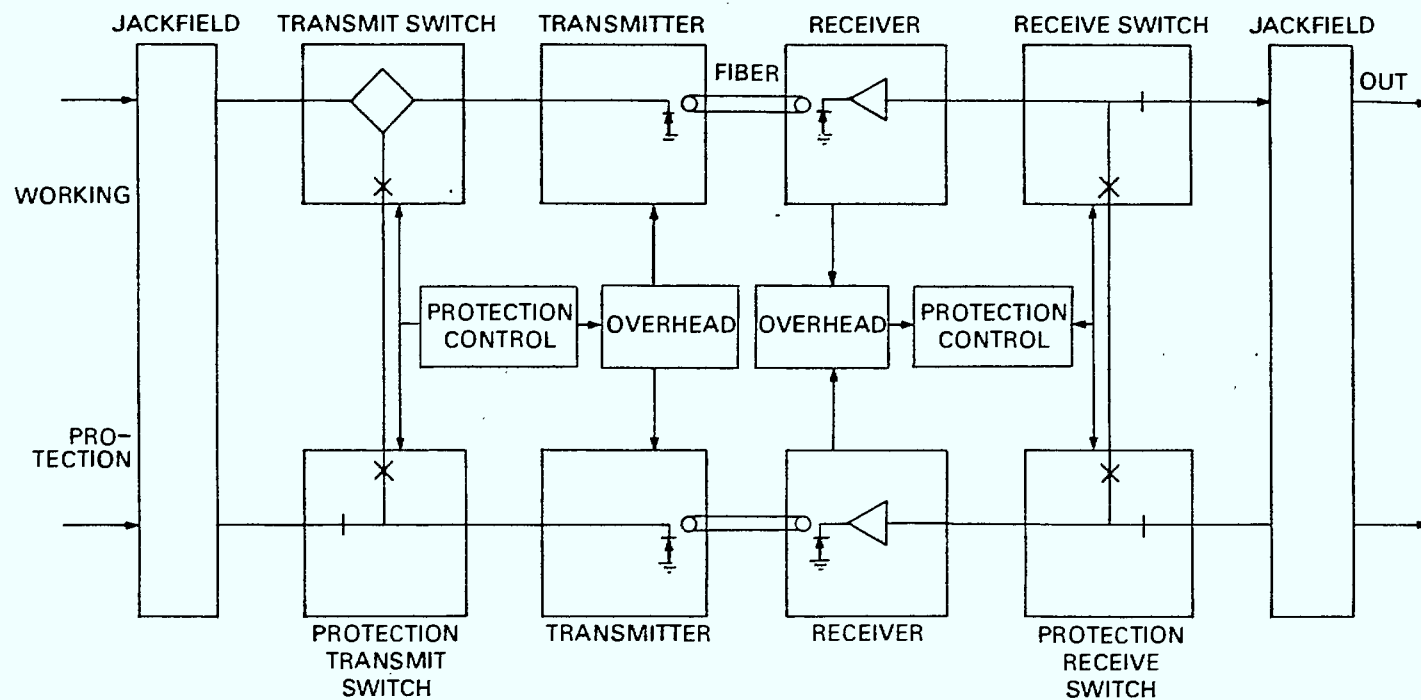 JACKFIELD
TRANSMIT SWITCH
TRANSMITTER
RECEIVER
RECEIVE SWITCH
JACKFIELD
FIBER
OUT
WORKING
PROTECTION
CONTROL
OVERHEAD
OVERHEAD
PROTECTION
CONTROL
PRO-
TECTION
PROTECTION
TRANSMIT
SWITCH
TRANSMITTER
RECEIVER
PROTECTION
RECEIVE
SWITCH